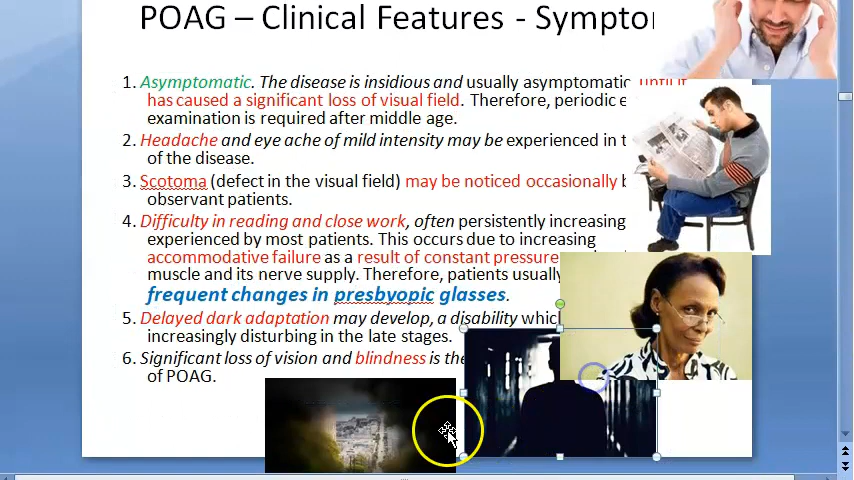 POAG – Clinical Features - Sympto
1. Asymptomatic. The disease is insidious and usually asymptomatic until it
has caused a significant loss of visual field. Therefore, periodic e
examination is required after middle age.
2. Headache and eye ache of mild intensity may be experienced in t
of the disease.
3. Scotoma (defect in the visual field) may be noticed occasionally b
observant patients.
4. Difficulty in reading and close work, often persistently increasing
experienced by most patients. This occurs due to increasing
accommodative failure as a result of constant pressure
muscle and its nerve supply. Therefore, patients usually
frequent changes in presbyopic glasses.
5. Delayed dark adaptation may develop, a disability whic
increasingly disturbing in the late stages.
6. Significant loss of vision and blindness is the
of POAG.